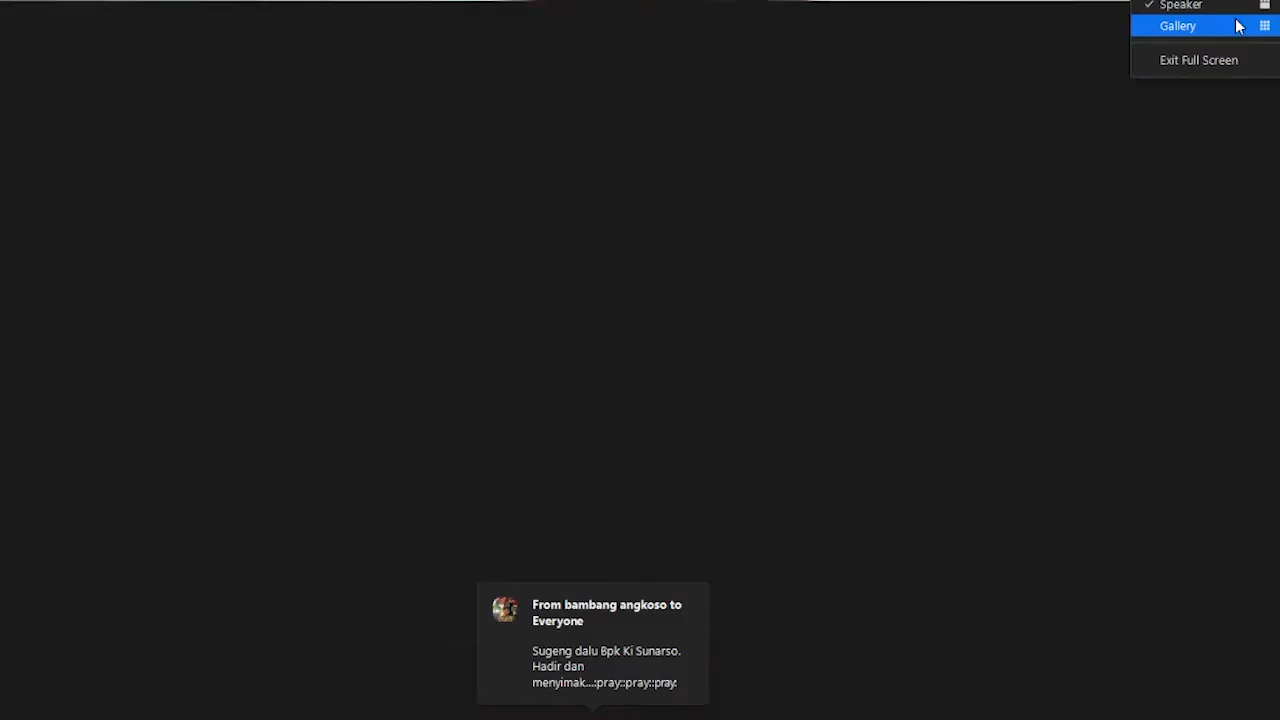 Speaker
Gallery
Exit Full Screen
From bambang angkoso to
Everyone
Sugeng dalu Bpk Ki Sunarso.
Hadir dan
menyimak...:pray::pray::pray: